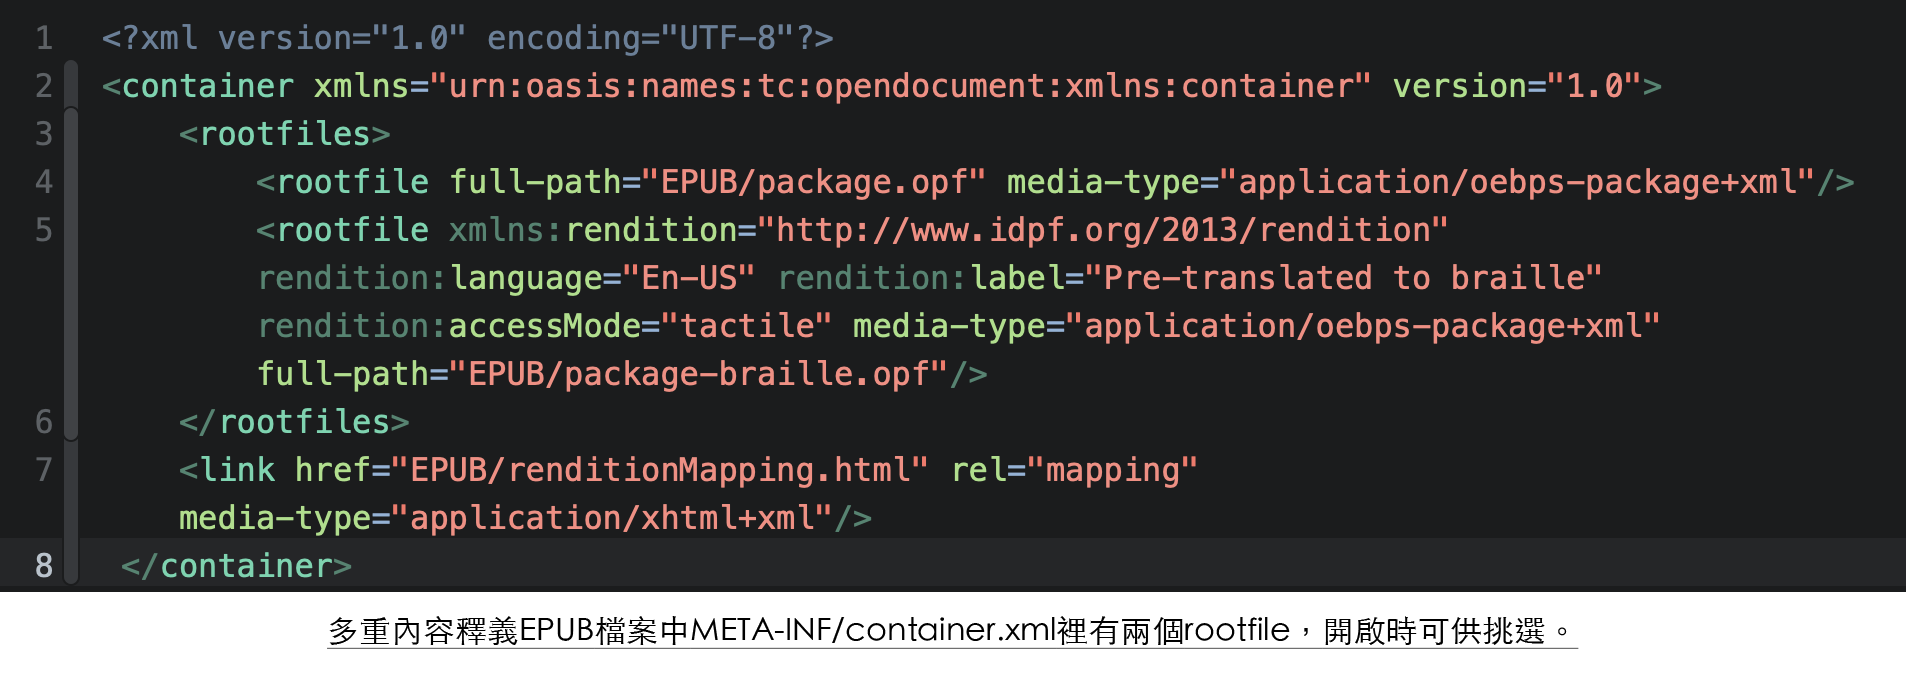 1 <?xml version="1.0" encoding="UTF-8"?>
2 <container xmlns="urn:oasis:names:tc:opendocument:xmlns:container" version="1.0">
3 <rootfiles>
4 <rootfile full-path="EPUB/package.opf" media-type="application/oebps-package+xml"/>
5 <rootfile xmlns:rendition="http://www.idpf.org/2013/rendition"
rendition:language="En-US" rendition:label="Pre-translated to braille"
rendition:accessMode="tactile" media-type="application/oebps-package+xml"
full-path="EPUB/package-braille.opf"/>
6 </rootfiles>
7 <link href="EPUB/renditionMapping.html" rel="mapping"
media-type="application/xhtml+xml"/>
8 </container>
多重內容釋義EPUB檔案中META-INF/container.xml裡有兩個rootfile，開啟時可供挑選。